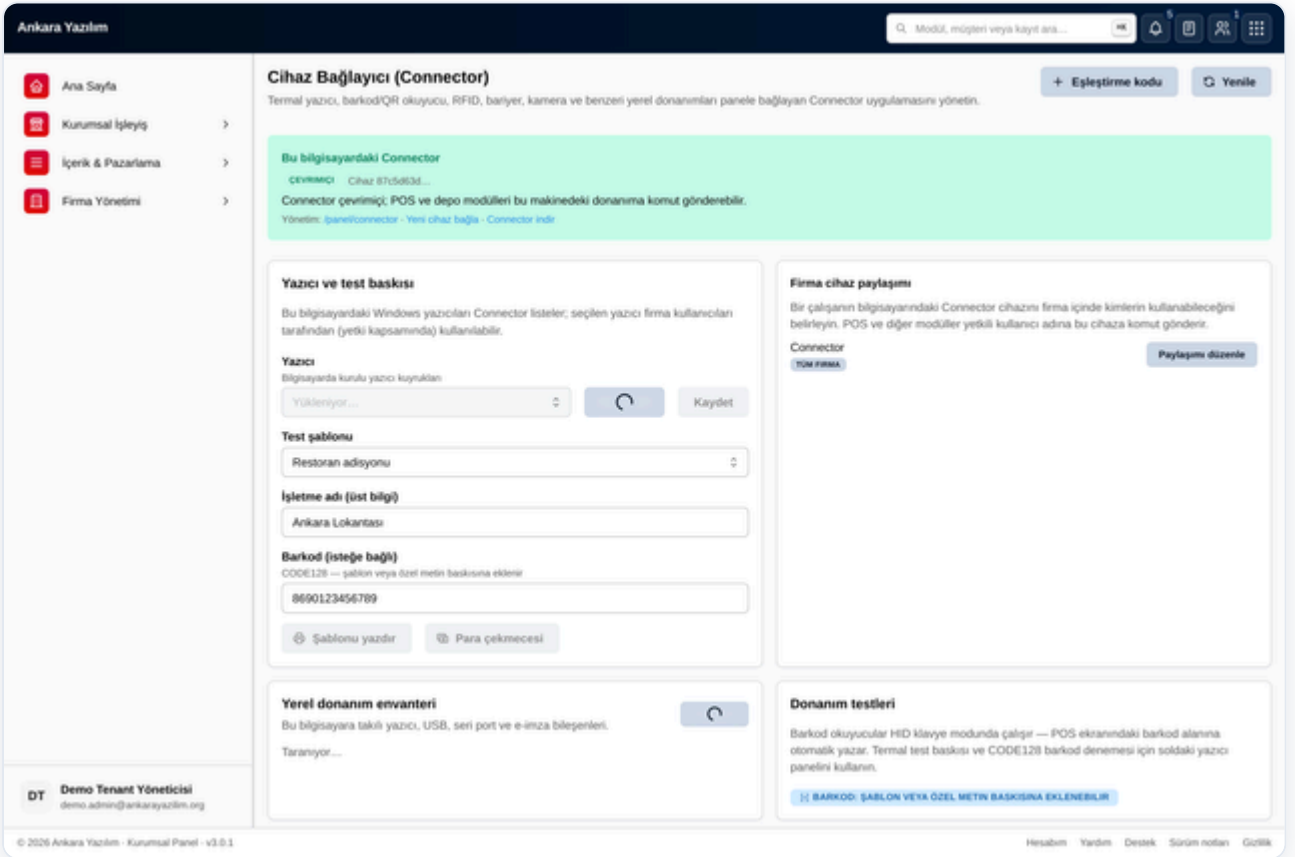 Ankara Yazılım
Modül, müşteri veya kayıt ara...
⌘K
5
1
Ana Sayfa
Kurumsal İşleyiş
İçerik & Pazarlama
Firma Yönetimi
Cihaz Bağlayıcı (Connector)
Termal yazıcı, barkod/QR okuyucu, RFID, bariyer, kamera ve benzeri yerel donanımları panele bağlayan Connector uygulamasını yönetin.
+ Eşleştirme kodu
Yenile
Bu bilgisayardaki Connector
ÇEVRIMIÇI Cihaz 87c5d63d...
Connector çevrimiçi; POS ve depo modülleri bu makinedeki donanıma komut gönderebilir.
Yönetim: /panel/connector · Yeni cihaz bağla · Connector indir
Yazıcı ve test baskısı
Bu bilgisayardaki Windows yazıcıları Connector listeler; seçilen yazıcı firma kullanıcıları
tarafından (yetki kapsamında) kullanılabilir.
Yazıcı
Bilgisayarda kurulu yazıcı kuyrukları
Yükleniyor...
Kaydet
Test şablonu
Restoran adisyonu
İşletme adı (üst bilgi)
Ankara Lokantası
Barkod (isteğe bağlı)
CODE128 — şablon veya özel metin baskısına eklenir
8690123456789
Şablonu yazdır
Para çekmecesi
Firma cihaz paylaşımı
Bir çalışanın bilgisayarındaki Connector cihazını firma içinde kimlerin kullanabileceğini
belirleyin. POS ve diğer modüller yetkili kullanıcı adına bu cihaza komut gönderir.
Connector
TÜM FIRMA
Paylaşımı düzenle
Yerel donanım envanteri
Bu bilgisayara takılı yazıcı, USB, seri port ve e-imza bileşenleri.
Taranıyor...
Donanım testleri
Barkod okuyucular HID klavye modunda çalışır — POS ekranındaki barkod alanına
otomatik yazar. Termal test baskısı ve CODE128 barkod denemesi için soldaki yazıcı
panelini kullanın.
BARKOD: ŞABLON VEYA ÖZEL METIN BASKISINA EKLENEBILIR
DT
Demo Tenant Yöneticisi
demo.admin@ankarayazilim.org
© 2026 Ankara Yazılım · Kurumsal Panel · v3.0.1
Hesabım Yardım Destek Sürüm notları Gizlilik